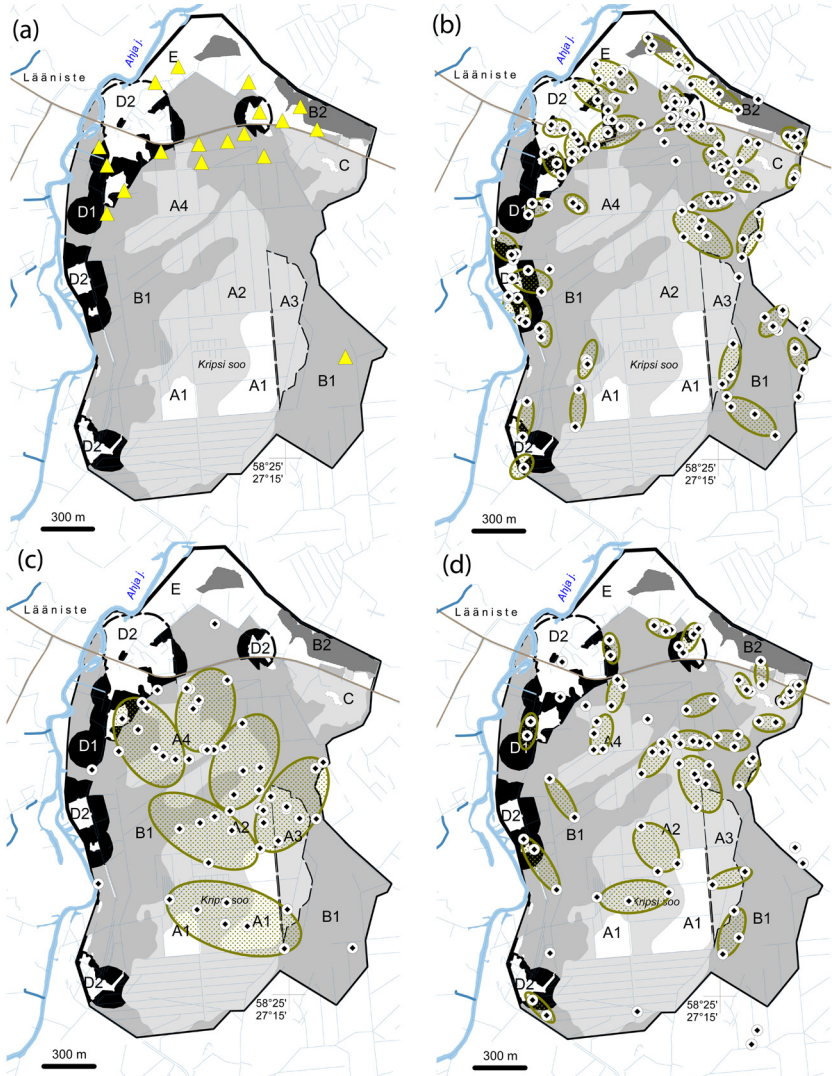 (a)
Ahja j.
E
Lääniste
D2
B2
C
D1
A4
D2
B1
A2
A3
Kripsi soo
A1
A1
B1
D2
58°25'
27°15'
300 m
(b)
Ahja j.
E
Lääniste
D2
B2
C
D1
A4
D2
B1
A2
A3
Kripsi soo
A1
A1
B1
D2
58°25'
27°15'
300 m
(c)
Ahja j.
E
Lääniste
D2
D2
B2
C
D1
A4
D2
B1
A2
A3
Kripsi soo
A1
A1
B1
D2
58°25'
27°15'
300 m
(d)
Ahja j.
E
Lääniste
D2
B2
C
D1
A4
D2
B1
A2
A3
Kripsi soo
A1
A1
B1
D2
58°25'
27°15'
300 m